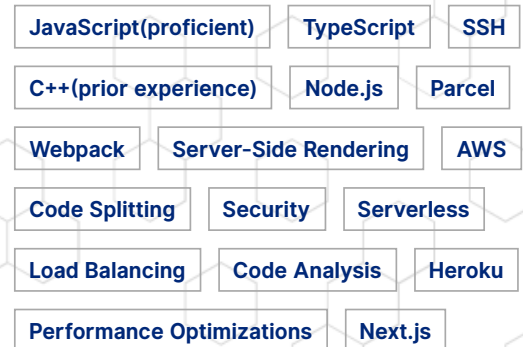 JavaScript(proficient) TypeScript SSH
C++(prior experience) Node.js Parcel
Webpack Server-Side Rendering AWS
Code Splitting Security Serverless
Load Balancing Code Analysis Heroku
Performance Optimizations Next.js